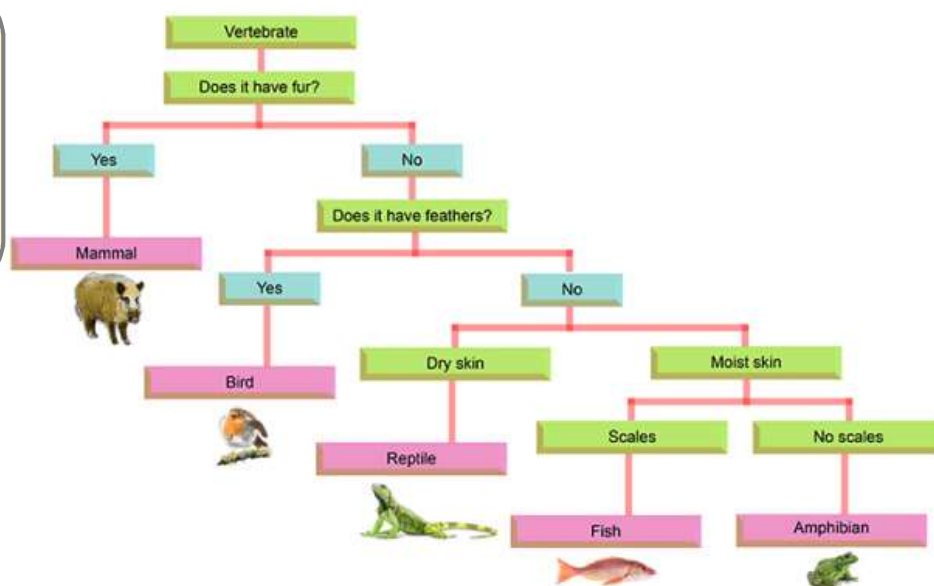 Vertebrate
Does it have fur?
Yes
No
Does it have feathers?
Mammal
Yes
No
Dry skin
Moist skin
Bird
Scales
No scales
Reptile
Fish
Amphibian